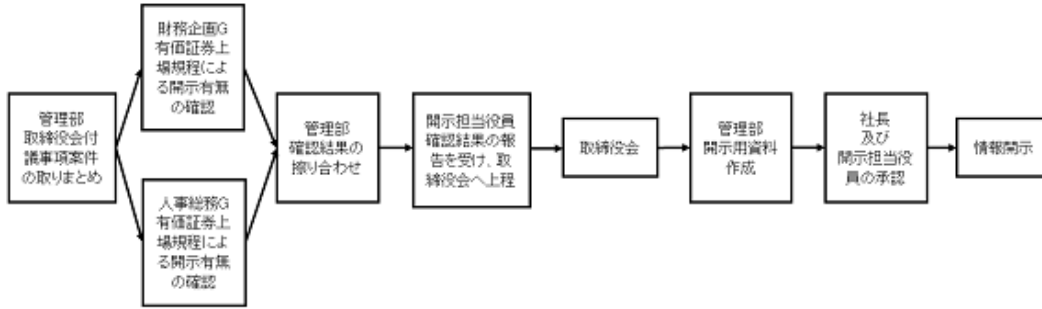 管理部
取締役会付
議事項案件
の取りまとめ
財務企画G
有価証券上
場規程によ
る開示有無
の確認
人事総務G
有価証券上
場規程によ
る開示有無
の確認
管理部
確認結果の
擦り合わせ
開示担当役員
確認結果の報
告を受け、取
締役会へ上程
取締役会
管理部
開示用資料
作成
社長
及び
開示担当役
員の承認
情報開示